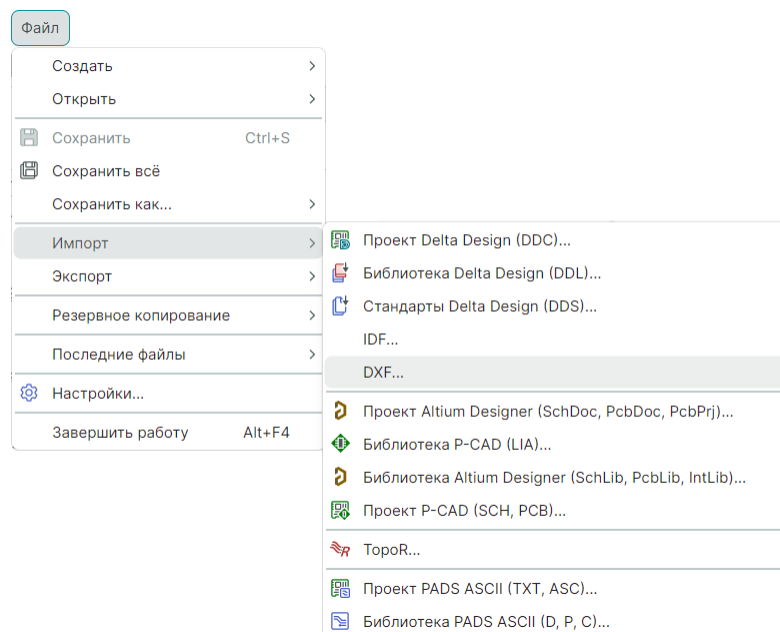 Файл
Создать
Открыть
Сохранить Ctrl+S
Сохранить всё
Сохранить как...
Импорт
Экспорт
Резервное копирование
Последние файлы
Настройки...
Завершить работу Alt+F4
Проект Delta Design (DDC)...
Библиотека Delta Design (DDL)...
Стандарты Delta Design (DDS)...
IDF...
DXF...
Проект Altium Designer (SchDoc, PcbDoc, PcbPrj)...
Библиотека P-CAD (LIA)...
Библиотека Altium Designer (SchLib, PcbLib, IntLib)...
Проект P-CAD (SCH, PCB)...
TopoR...
Проект PADS ASCII (TXT, ASC)...
Библиотека PADS ASCII (D, P, C)...